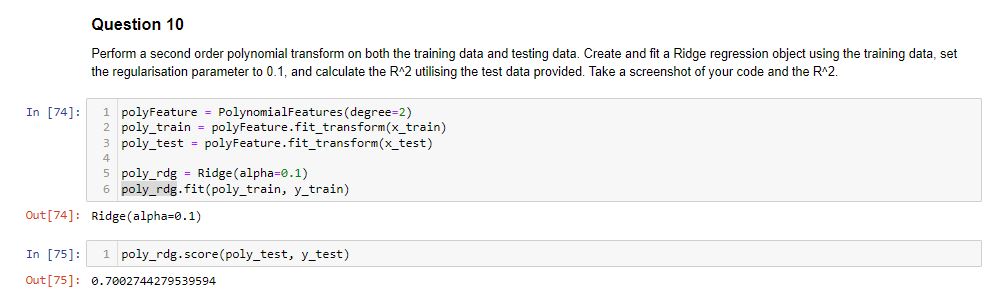 Question 10
Perform a second order polynomial transform on both the training data and testing data. Create and fit a Ridge regression object using the training data, set
the regularisation parameter to 0.1, and calculate the R^2 utilising the test data provided. Take a screenshot of your code and the R^2.
In [74]: 1 polyFeature = PolynomialFeatures(degree=2)
2 poly_train = polyFeature.fit_transform(x_train)
3 poly_test = polyFeature.fit_transform(x_test)
4
5 poly_rdg = Ridge(alpha=0.1)
6 poly_rdg.fit(poly_train, y_train)
Out[74]: Ridge(alpha=0.1)
In [75]: 1 poly_rdg.score(poly_test, y_test)
Out[75]: 0.7002744279539594